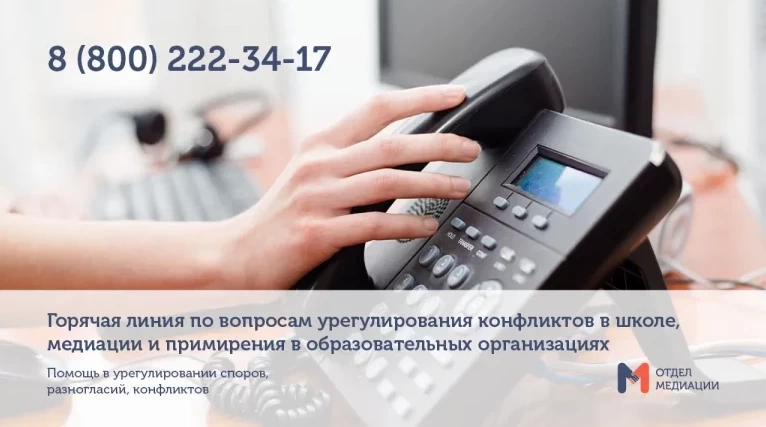 8 (800) 222-34-17
Горячая линия по вопросам урегулирования конфликтов в школе,
медиации и примирения в образовательных организациях
Помощь в урегулировании споров,
разногласий, конфликтов
ОТДЕЛ
МЕДИАЦИИ